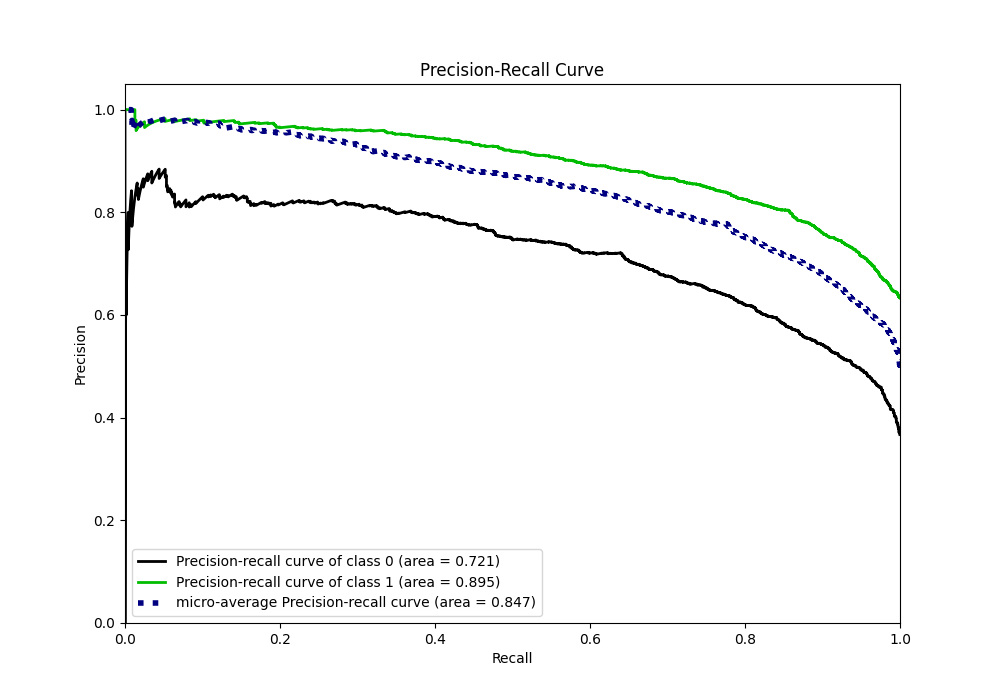 Precision-Recall Curve
1.0
0.8
0.6
0.4
0.2
0.0
Precision
Precision-recall curve of class 0 (area = 0.721)
Precision-recall curve of class 1 (area = 0.895)
micro-average Precision-recall curve (area = 0.847)
0.0 0.2 0.4 0.6 0.8 1.0
Recall